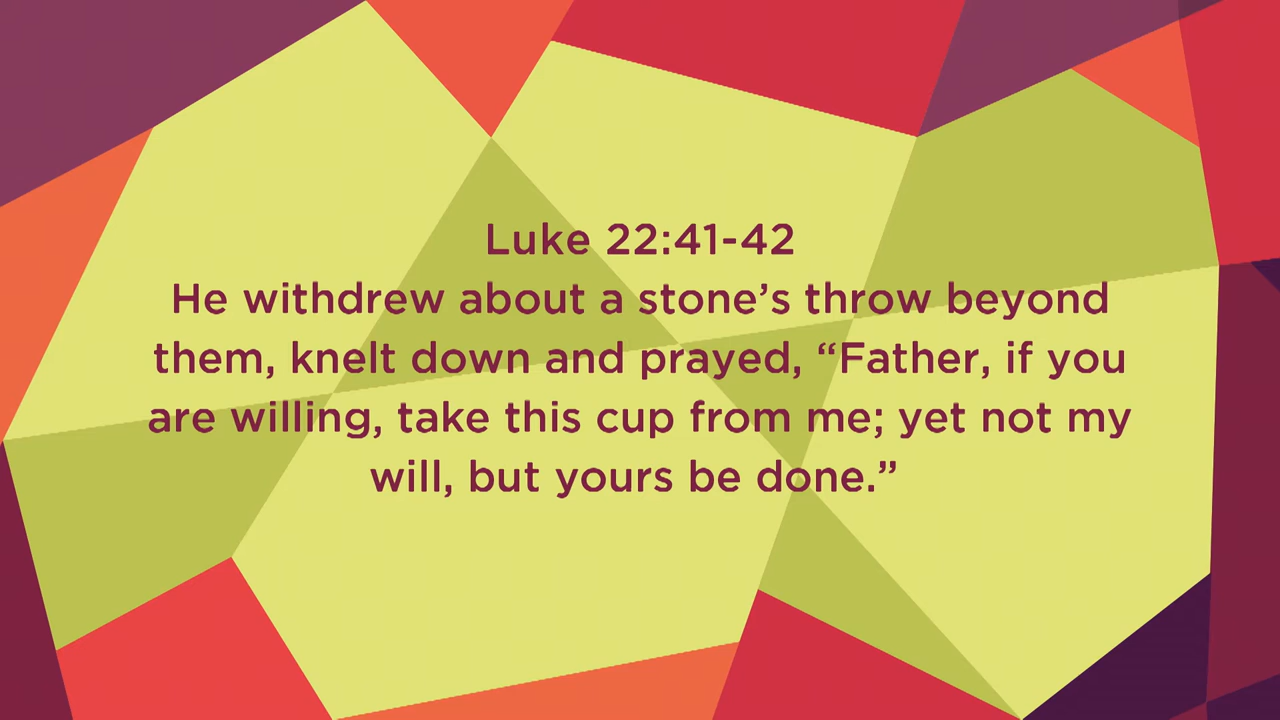 Luke 22:41-42
He withdrew about a stone’s throw beyond
them, knelt down and prayed, “Father, if you
are willing, take this cup from me; yet not my
will, but yours be done.”